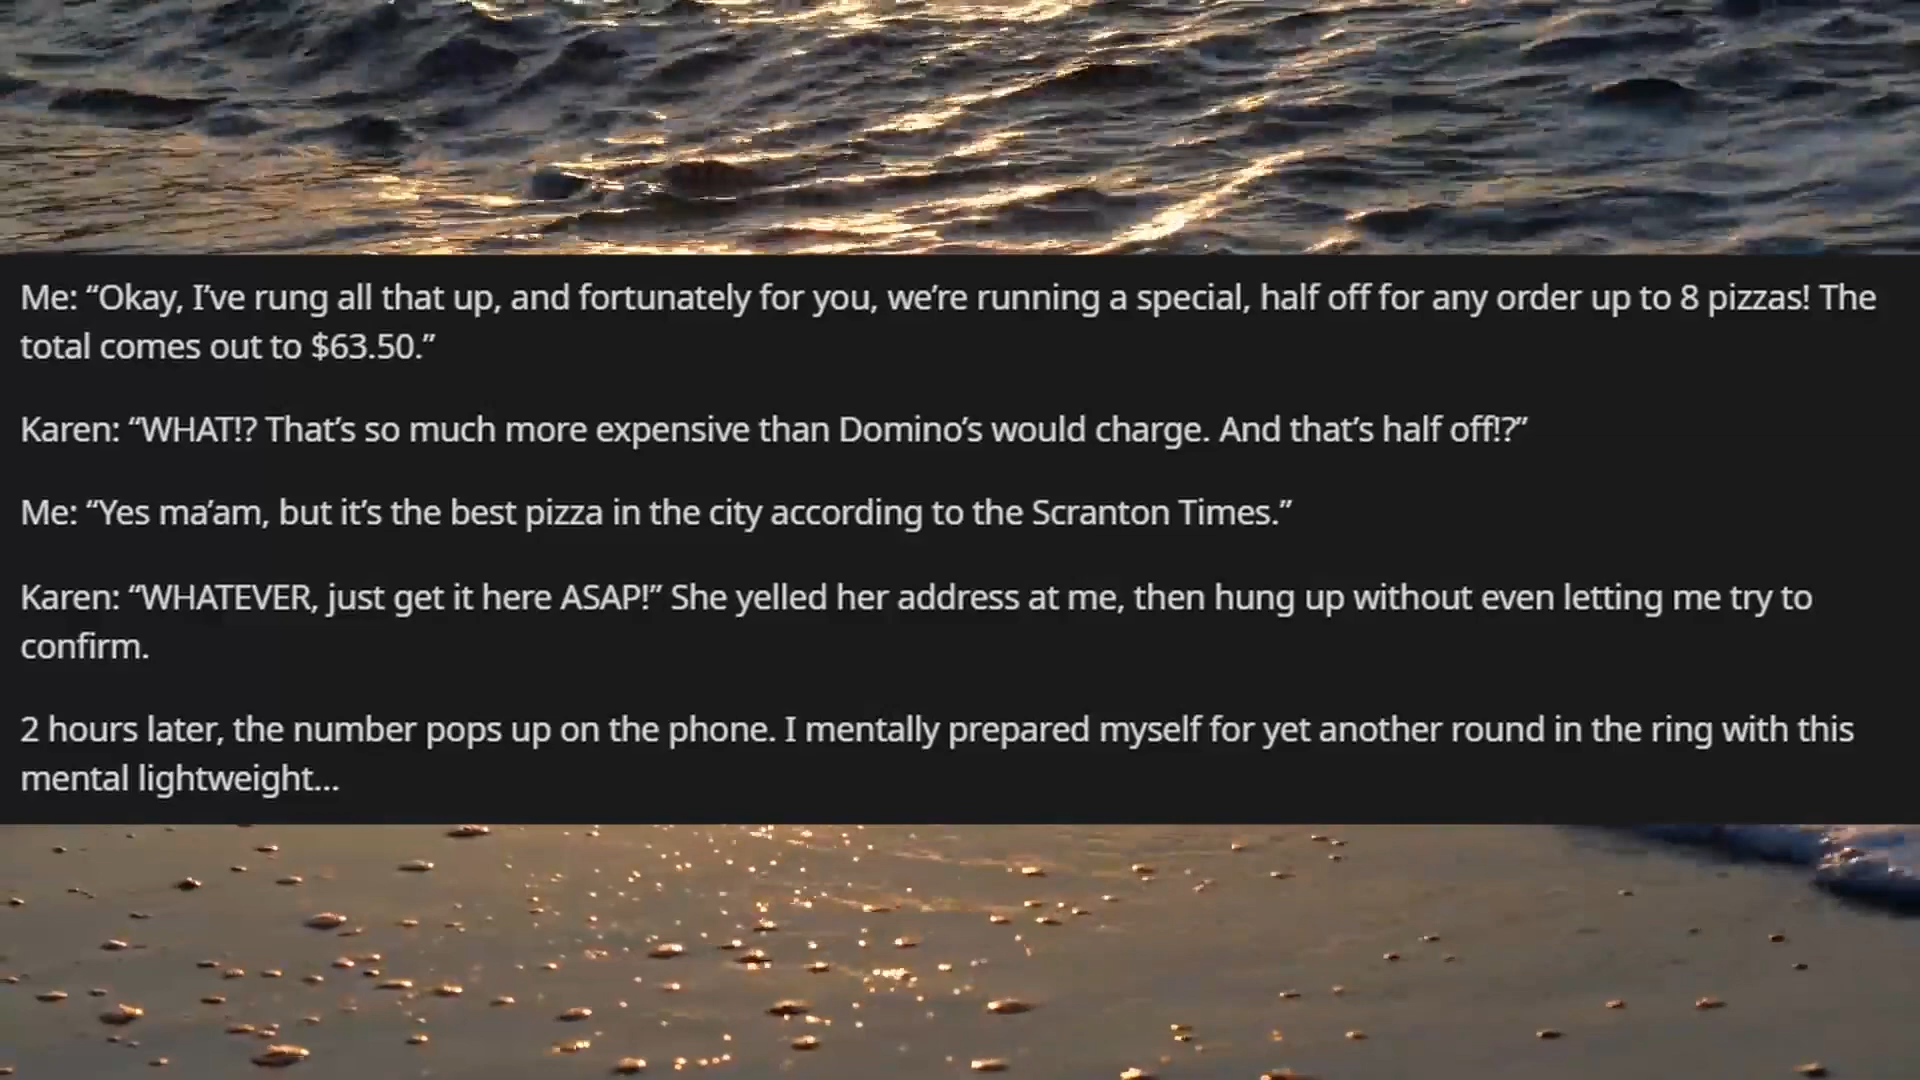 Me: “Okay, I’ve rung all that up, and fortunately for you, we’re running a special, half off for any order up to 8 pizzas! The
total comes out to $63.50.”
Karen: “WHAT!? That’s so much more expensive than Domino’s would charge. And that’s half off!?”
Me: “Yes ma’am, but it’s the best pizza in the city according to the Scranton Times.”
Karen: “WHATEVER, just get it here ASAP!” She yelled her address at me, then hung up without even letting me try to
confirm.
2 hours later, the number pops up on the phone. I mentally prepared myself for yet another round in the ring with this
mental lightweight...